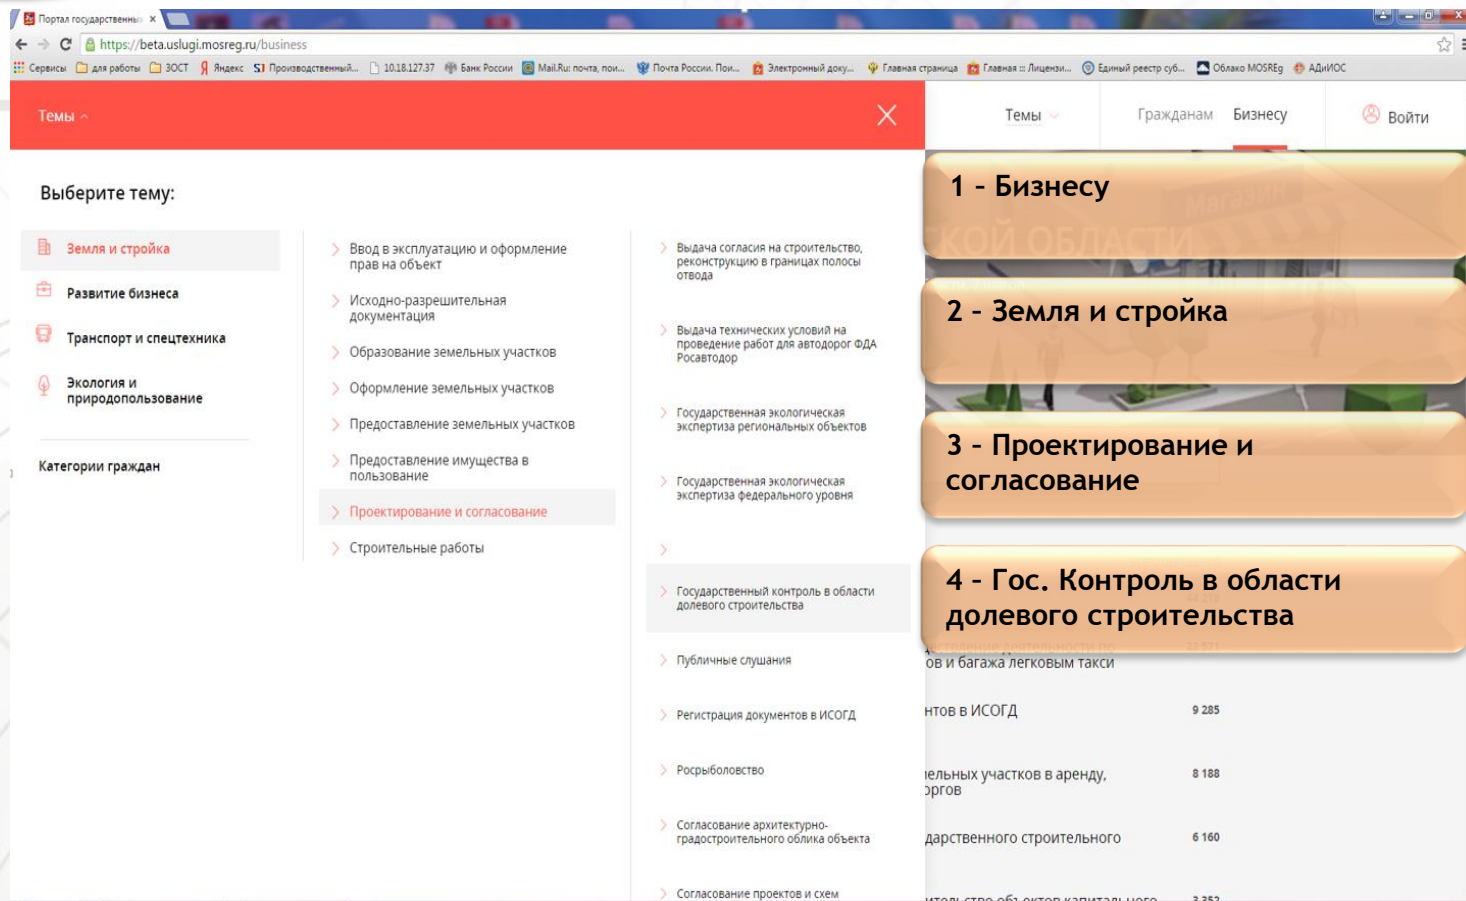 Портал государственны
https://beta.uslugi.mosreg.ru/business
Сервисы для работы ЗОСТ Яндекс Производственный... 10.18.127.37 Банк России Mail.Ru: почта, пои... Почта России. Пои... Электронный доку... Главная страница Главная ::: Лицензи... Единый реестр суб... Облако MOSREg АДиИОС
Темы
Темы
Гражданам
Бизнесу
Войти
Выберите тему:
Земля и стройка
Развитие бизнеса
Транспорт и спецтехника
Экология и
природопользование
Категории граждан
Ввод в эксплуатацию и оформление
прав на объект
Исходно-разрешительная
документация
Образование земельных участков
Оформление земельных участков
Предоставление земельных участков
Предоставление имущества в
пользование
Проектирование и согласование
Строительные работы
Выдача согласия на строительство,
реконструкцию в границах полосы
отвода
Выдача технических условий на
проведение работ для автодорог ФДА
Росавтодор
Государственная экологическая
экспертиза региональных объектов
Государственная экологическая
экспертиза федерального уровня
Государственный контроль в области
долевого строительства
Публичные слушания
Регистрация документов в ИСОГД
Росрыболовство
Согласование архитектурно-
градостроительного облика объекта
Согласование проектов и схем
1 – Бизнесу
Магазин
КОЙ ОБЛАСТИ
2 – Земля и стройка
3 – Проектирование и
согласование
4 – Гос. Контроль в области
долевого строительства
ов и багажа легковым такси
нтов в ИСОГД
9 285
ельных участков в аренду,
оргов
8 188
дарственного строительного
6 160
ительство объектов капитального
3 352